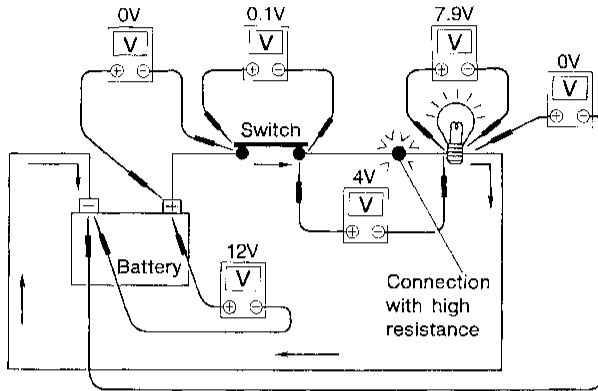 0V
0.1V
7.9V
0V
V
V
V
V
+ −
+ −
+ −
+ −
Switch
4V
V
+ −
− +
Battery
12V
V
+ −
Connection
with high
resistance